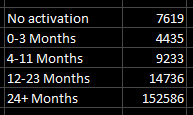 No activation 7619
0-3 Months 4435
4-11 Months 9233
12-23 Months 14736
24+ Months 152586